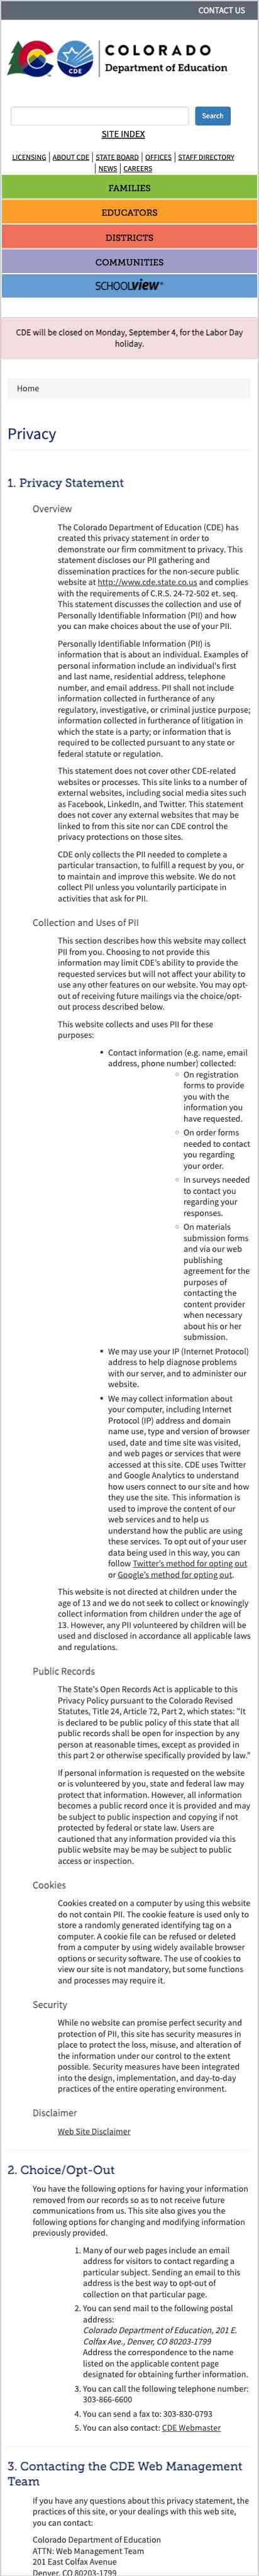 CONTACT US
COLORADO
Department of Education
CDE
Search
SITE INDEX
LICENSING | ABOUT CDE | STATE BOARD | OFFICES | STAFF DIRECTORY
| NEWS | CAREERS
FAMILIES
EDUCATORS
DISTRICTS
COMMUNITIES
SCHOOLVIEW®
CDE will be closed on Monday, September 4, for the Labor Day
holiday.
Home
Privacy
1. Privacy Statement
Overview
The Colorado Department of Education (CDE) has
created this privacy statement in order to
demonstrate our firm commitment to privacy. This
statement discloses our PII gathering and
dissemination practices for the non-secure public
website at http://www.cde.state.co.us and complies
with the requirements of C.R.S. 24-72-502 et. seq.
This statement discusses the collection and use of
Personally Identifiable Information (PII) and how
you can make choices about the use of your PII.
Personally Identifiable Information (PII) is
information that is about an individual. Examples of
personal information include an individual's first
and last name, residential address, telephone
number, and email address. PII shall not include
information collected in furtherance of any
regulatory, investigative, or criminal justice purpose;
information collected in furtherance of litigation in
which the state is a party; or information that is
required to be collected pursuant to any state or
federal statute or regulation.
This statement does not cover other CDE-related
websites or processes. This site links to a number of
external websites, including social media sites such
as Facebook, LinkedIn, and Twitter. This statement
does not cover any external websites that may be
linked to from this site nor can CDE control the
privacy protections on those sites.
CDE only collects the PII needed to complete a
particular transaction, to fulfill a request by you, or
to maintain and improve this website. We do not
collect PII unless you voluntarily participate in
activities that ask for PII.
Collection and Uses of PII
This section describes how this website may collect
PII from you. Choosing to not provide this
information may limit CDE's ability to provide the
requested services but will not affect your ability to
use any other features on our website. You may opt-
out of receiving future mailings via the choice/opt-
out process described below.
This website collects and uses PII for these
purposes:
• Contact information (e.g. name, email
address, phone number) collected:
○ On registration
forms to provide
you with the
information you
have requested.
○ On order forms
needed to contact
you regarding
your order.
○ In surveys needed
to contact you
regarding your
responses.
○ On materials
submission forms
and via our web
publishing
agreement for the
purposes of
contacting the
content provider
when necessary
about his or her
submission.
• We may use your IP (Internet Protocol)
address to help diagnose problems
with our server, and to administer our
website.
• We may collect information about
your computer, including Internet
Protocol (IP) address and domain
name use, type and version of browser
used, date and time site was visited,
and web pages or services that were
accessed at this site. CDE uses Twitter
and Google Analytics to understand
how users connect to our site and how
they use the site. This information is
used to improve the content of our
web services and to help us
understand how the public are using
these services. To opt out of your user
data being used in this way, you can
follow Twitter's method for opting out
or Google's method for opting out.
This website is not directed at children under the
age of 13 and we do not seek to collect or knowingly
collect information from children under the age of
13. However, any PII volunteered by children will be
used and disclosed in accordance all applicable laws
and regulations.
Public Records
The State's Open Records Act is applicable to this
Privacy Policy pursuant to the Colorado Revised
Statutes, Title 24, Article 72, Part 2, which states: "It
is declared to be public policy of this state that all
public records shall be open for inspection by any
person at reasonable times, except as provided in
this part 2 or otherwise specifically provided by law."
If personal information is requested on the website
or is volunteered by you, state and federal law may
protect that information. However, all information
becomes a public record once it is provided and may
be subject to public inspection and copying if not
protected by federal or state law. Users are
cautioned that any information provided via this
public website may be may be subject to public
access or inspection.
Cookies
Cookies created on a computer by using this website
do not contain PII. The cookie feature is used only to
store a randomly generated identifying tag on a
computer. A cookie file can be refused or deleted
from a computer by using widely available browser
options or security software. The use of cookies to
view our site is not mandatory, but some functions
and processes may require it.
Security
While no website can promise perfect security and
protection of PII, this site has security measures in
place to protect the loss, misuse, and alteration of
the information under our control to the extent
possible. Security measures have been integrated
into the design, implementation, and day-to-day
practices of the entire operating environment.
Disclaimer
Web Site Disclaimer
2. Choice/Opt-Out
You have the following options for having your information
removed from our records so as to not receive future
communications from us. This site also gives you the
following options for changing and modifying information
previously provided.
1. Many of our web pages include an email
address for visitors to contact regarding a
particular subject. Sending an email to this
address is the best way to opt-out of
collection on that particular page.
2. You can send mail to the following postal
address:
Colorado Department of Education, 201 E.
Colfax Ave., Denver, CO 80203-1799
Address the correspondence to the name
listed on the applicable content page
designated for obtaining further information.
3. You can call the following telephone number:
303-866-6600
4. You can send a fax to: 303-830-0793
5. You can also contact: CDE Webmaster
3. Contacting the CDE Web Management
Team
If you have any questions about this privacy statement, the
practices of this site, or your dealings with this web site,
you can contact:
Colorado Department of Education
ATTN: Web Management Team
201 East Colfax Avenue
Denver, CO 80203-1799